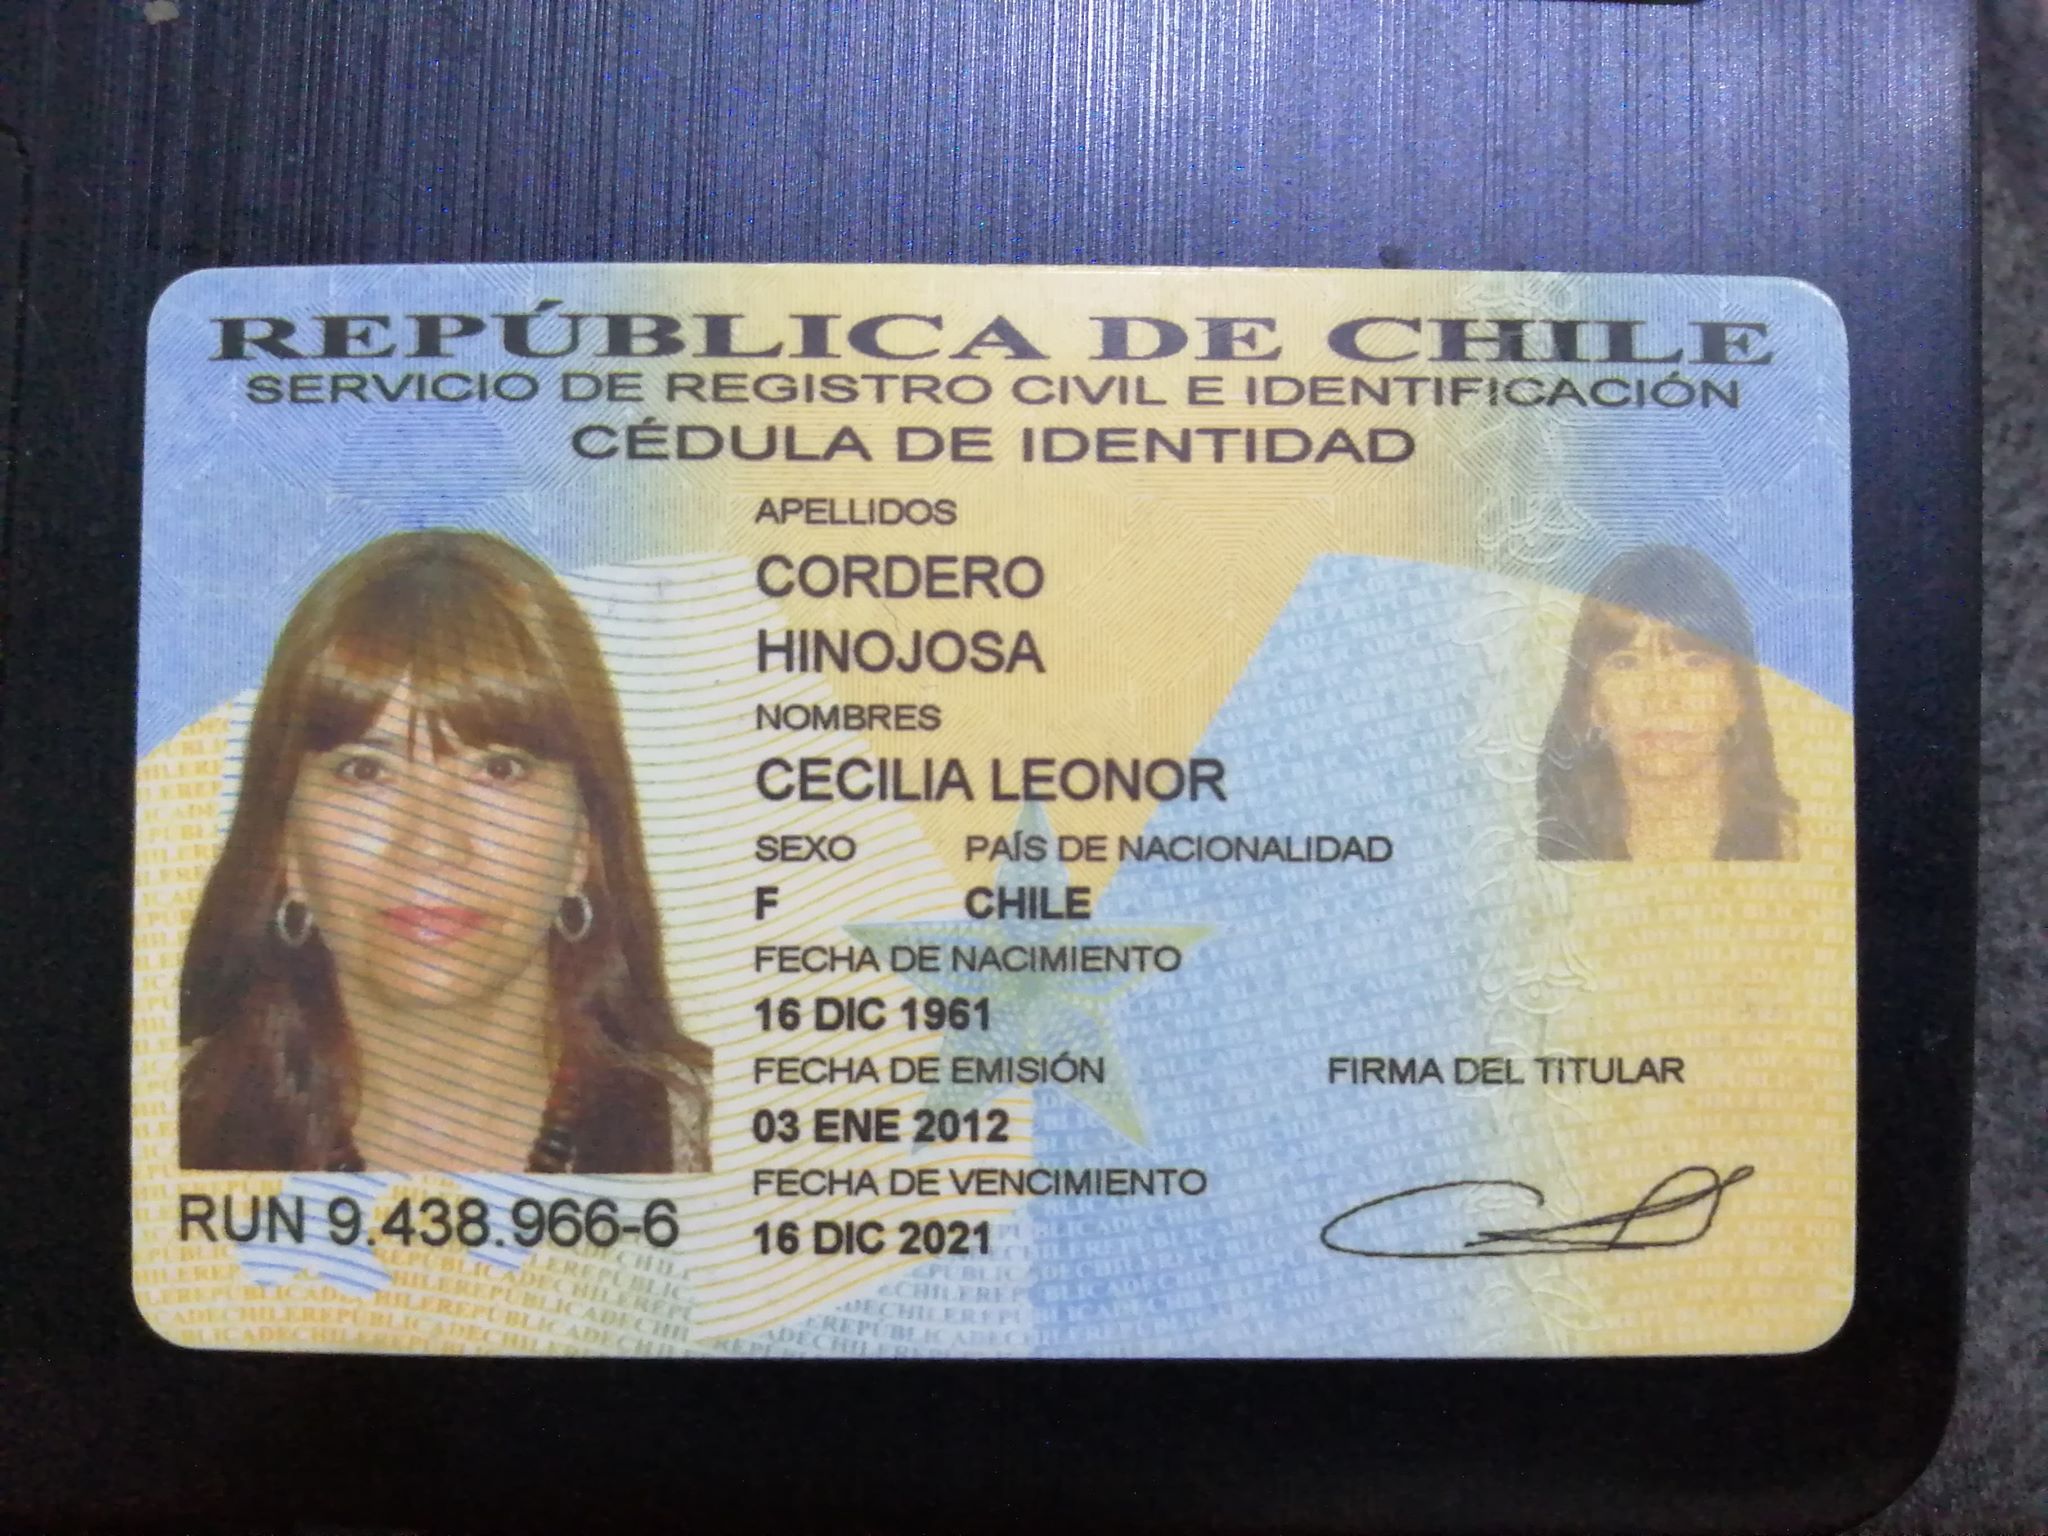 REPÚBLICA DE CHILE
SERVICIO DE REGISTRO CIVIL E IDENTIFICACIÓN
CÉDULA DE IDENTIDAD
APELLIDOS
CORDERO
HINOJOSA
NOMBRES
CECILIA LEONOR
SEXO PAÍS DE NACIONALIDAD
F CHILE
FECHA DE NACIMIENTO
16 DIC 1961
FECHA DE EMISIÓN
03 ENE 2012
FECHA DE VENCIMIENTO
16 DIC 2021
FIRMA DEL TITULAR
RUN 9.438.966-6